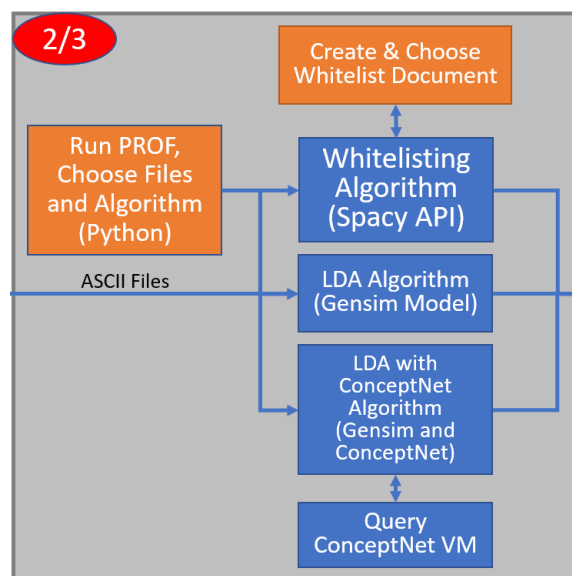 2/3
Create & Choose
Whitelist Document
Run PROF,
Choose Files
and Algorithm
(Python)
Whitelisting
Algorithm
(Spacy API)
ASCII Files
LDA Algorithm
(Gensim Model)
LDA with
ConceptNet
Algorithm
(Gensim and
ConceptNet)
Query
ConceptNet VM